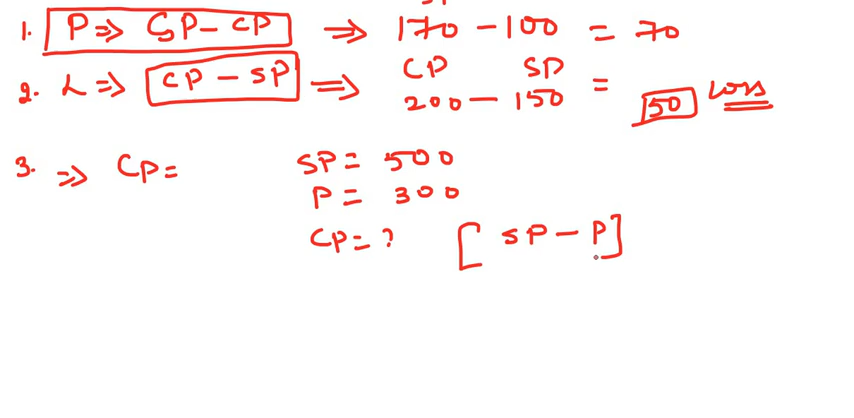 SP
1. P ⇒ SP - CP ⇒ 170 - 100 = 70
CP SP
2. L ⇒ CP - SP ⇒ 200 - 150 = 50 Loss
3. ⇒ CP = SP = 500
P = 300
CP = ? [ SP - P ]